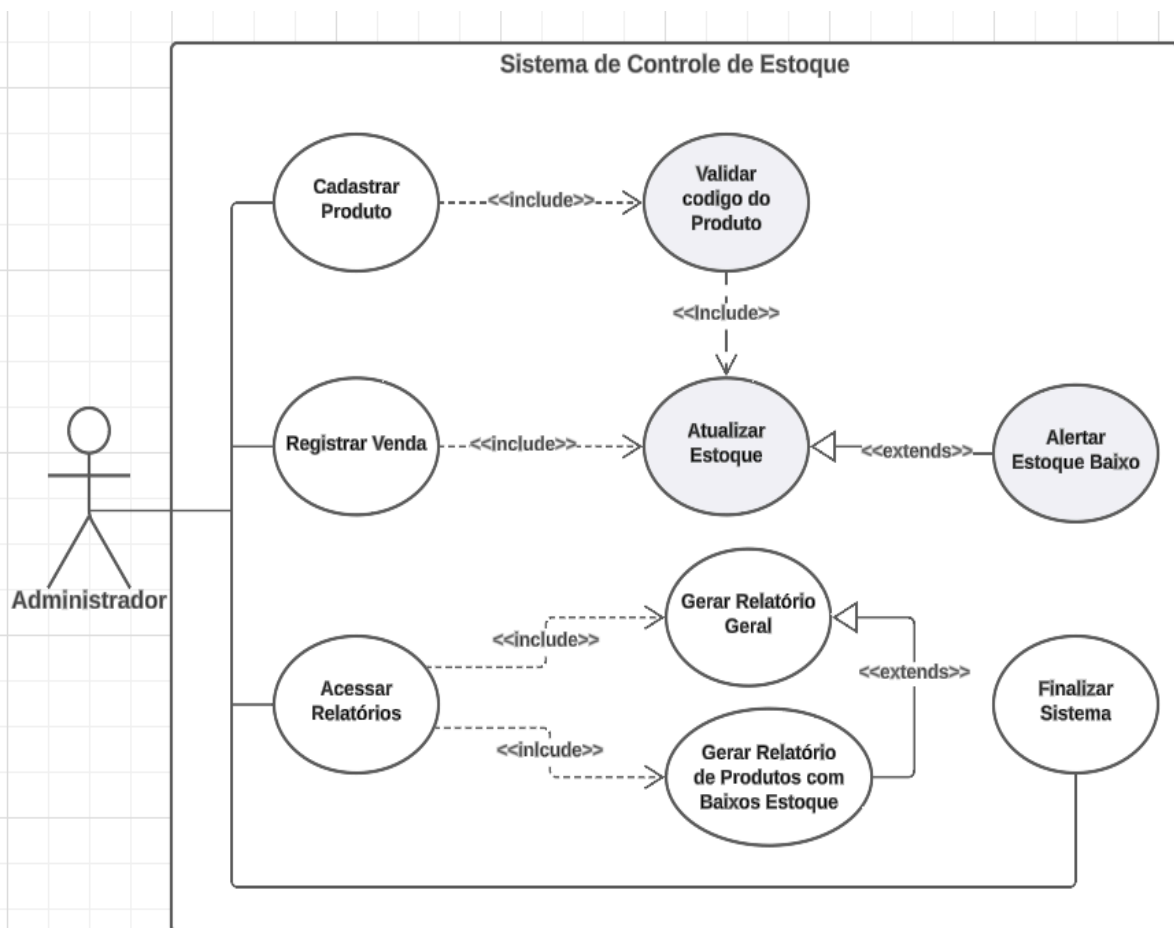 Sistema de Controle de Estoque
Cadastrar
Produto
<<include>>
Validar
codigo do
Produto
<<Include>>
Registrar Venda
<<include>>
Atualizar
Estoque
<<extends>>
Alertar
Estoque Baixo
Administrador
Acessar
Relatórios
<<include>>
Gerar Relatório
Geral
<<extends>>
<<inlcude>>
Gerar Relatório
de Produtos com
Baixos Estoque
Finalizar
Sistema